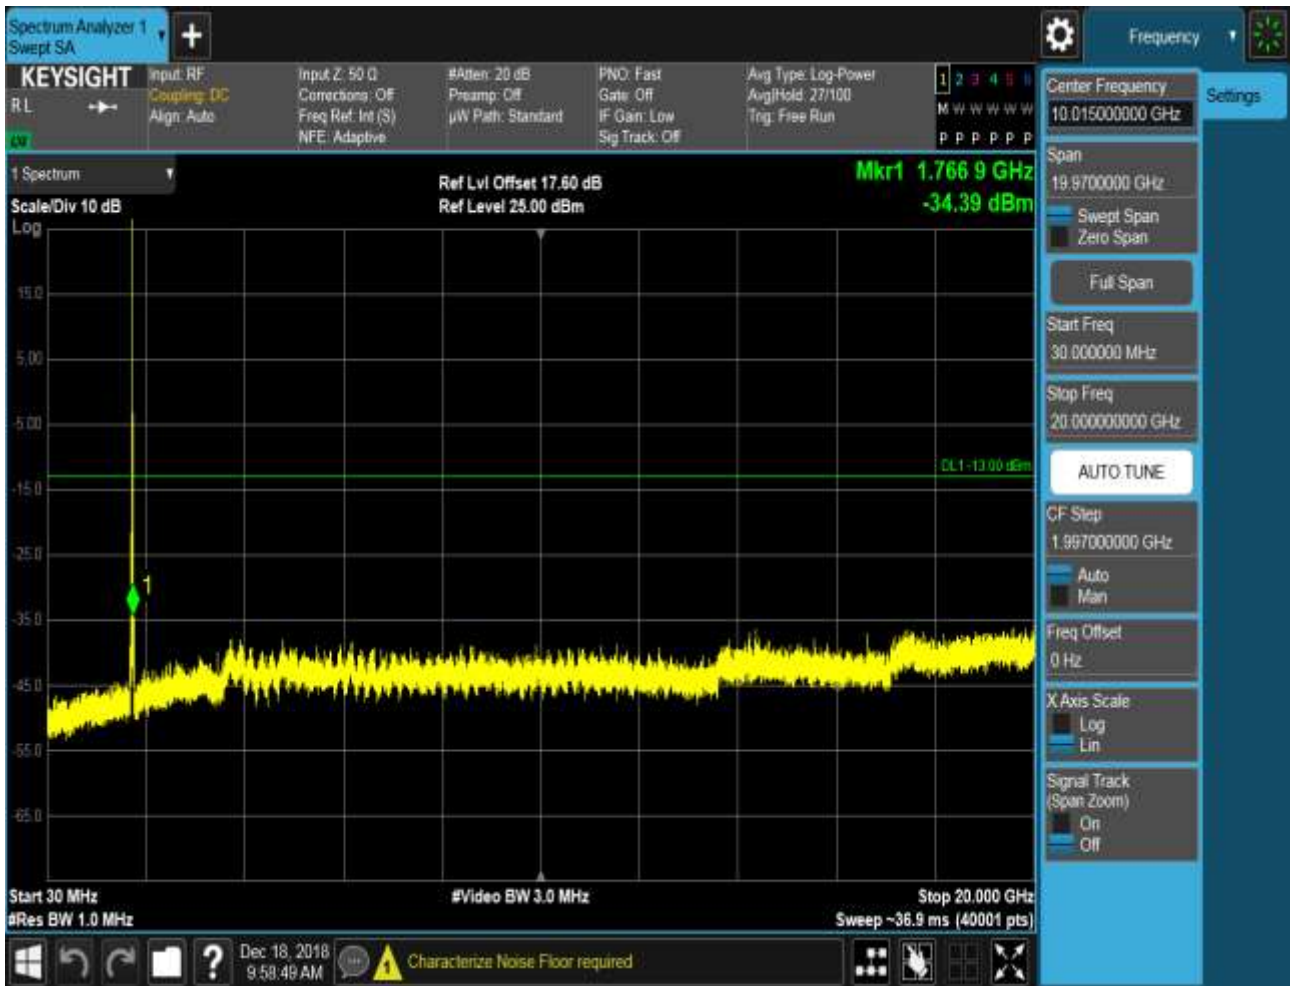 Spectrum Analyzer 1
Swept SA
+
Frequency
KEYSIGHT
RL
Input: RF
Coupling: DC
Align: Auto
Input Z: 50 Ω
Corrections: Off
Freq Ref: Int (S)
NFE: Adaptive
#Atten: 20 dB
Preamp: Off
µW Path: Standard
PNO: Fast
Gate: Off
IF Gain: Low
Sig Track: Off
Avg Type: Log-Power
Avg|Hold: 27/100
Trig: Free Run
1 2 3 4 5 6
M W W W W W
P P P P P P
1 Spectrum
Scale/Div 10 dB
Log
Ref Lvl Offset 17.60 dB
Ref Level 25.00 dBm
Mkr1 1.766 9 GHz
-34.39 dBm
15.0
5.00
-5.00
-15.0
-25.0
-35.0
-45.0
-55.0
-65.0
DL1 -13.00 dBm
1
Start 30 MHz
#Res BW 1.0 MHz
#Video BW 3.0 MHz
Stop 20.000 GHz
Sweep ~36.9 ms (40001 pts)
Center Frequency
10.015000000 GHz
Settings
Span
19.9700000 GHz
Swept Span
Zero Span
Full Span
Start Freq
30.000000 MHz
Stop Freq
20.000000000 GHz
AUTO TUNE
CF Step
1.997000000 GHz
Auto
Man
Freq Offset
0 Hz
X Axis Scale
Log
Lin
Signal Track
(Span Zoom)
On
Off
?
Dec 18, 2018
9:58:49 AM
1
Characterize Noise Floor required